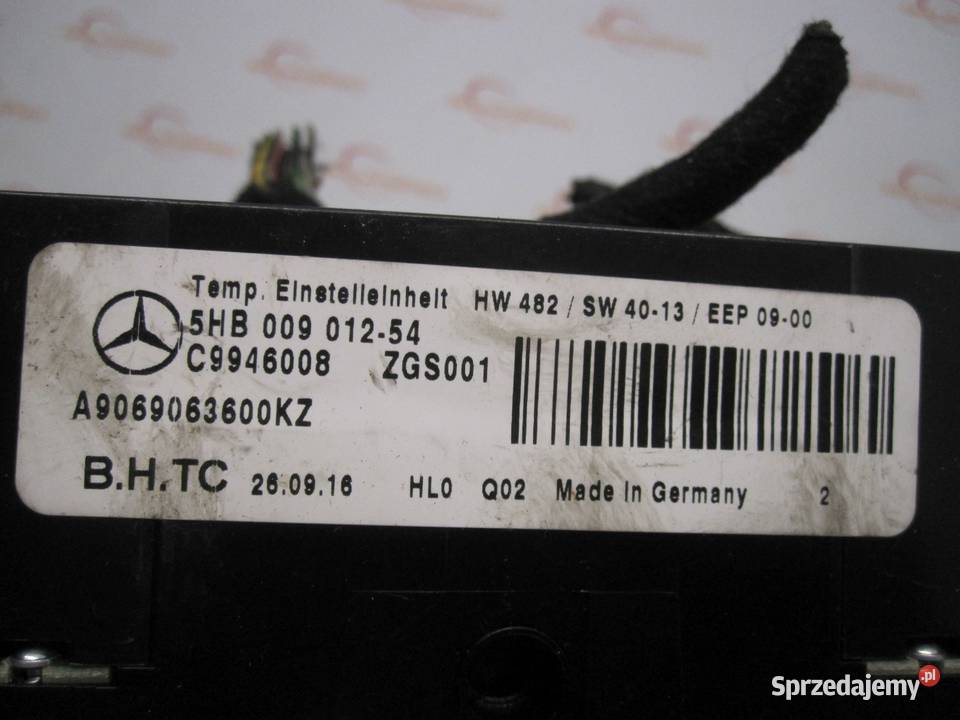 Temp. Einstelleinheit HW 482 / SW 40-13 / EEP 09-00
5HB 009 012-54
C9946008 ZGS001
A9069063600KZ
B.H.TC 26.09.16 HL0 Q02 Made in Germany 2
Sprzedajemy.pl